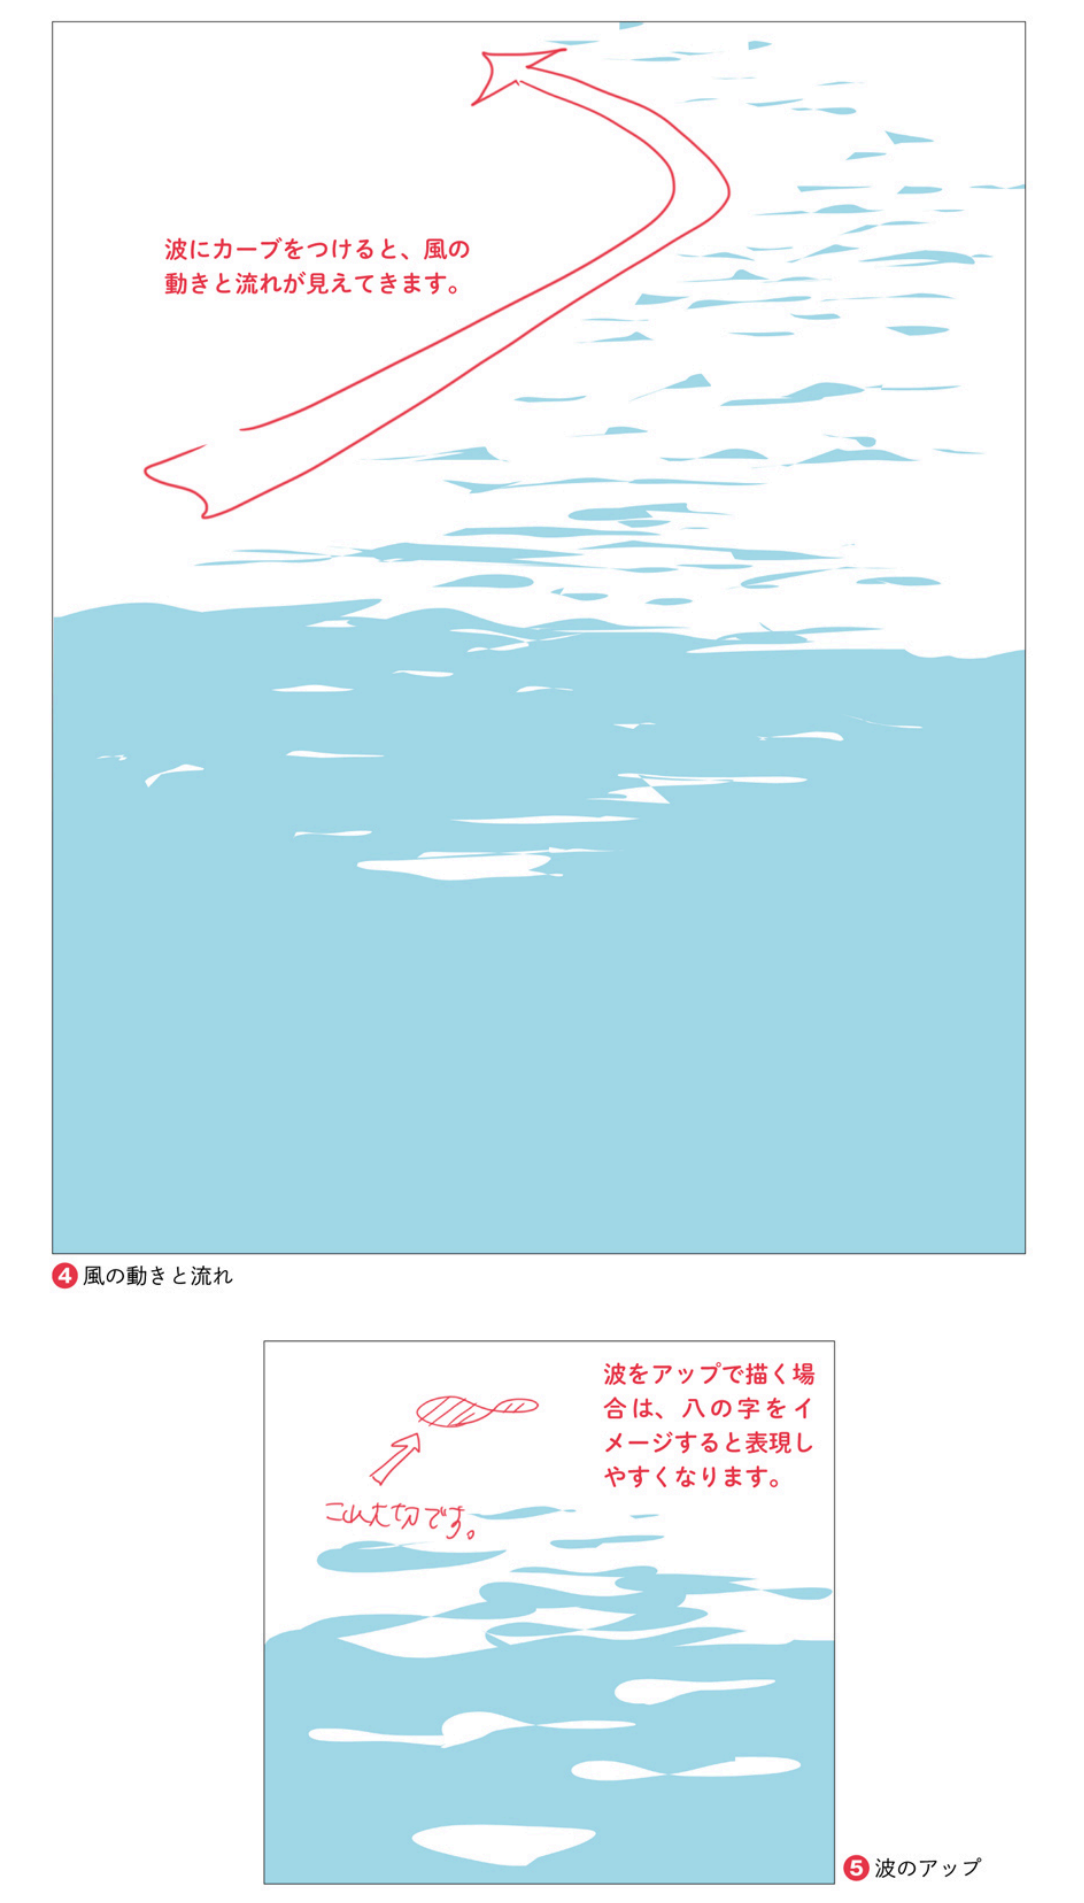 波にカーブをつけると、風の
動きと流れが見えてきます。
4 風の動きと流れ
波をアップで描く場
合は、八の字をイ
メージすると表現し
やすくなります。
これ大切です。
5 波のアップ